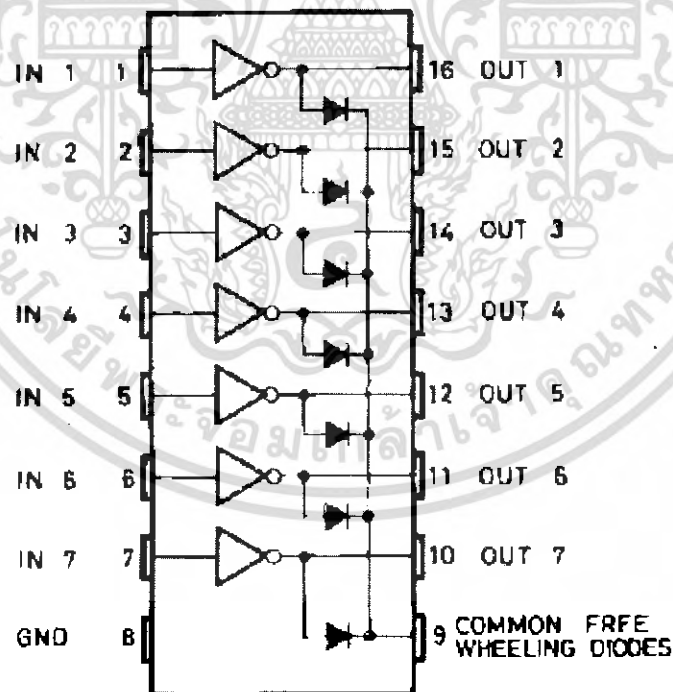 IN 1 1 16 OUT 1
IN 2 2 15 OUT 2
IN 3 3 14 OUT 3
IN 4 4 13 OUT 4
IN 5 5 12 OUT 5
IN 6 6 11 OUT 6
IN 7 7 10 OUT 7
GND 8 9 COMMON FREE
WHEELING DIODES